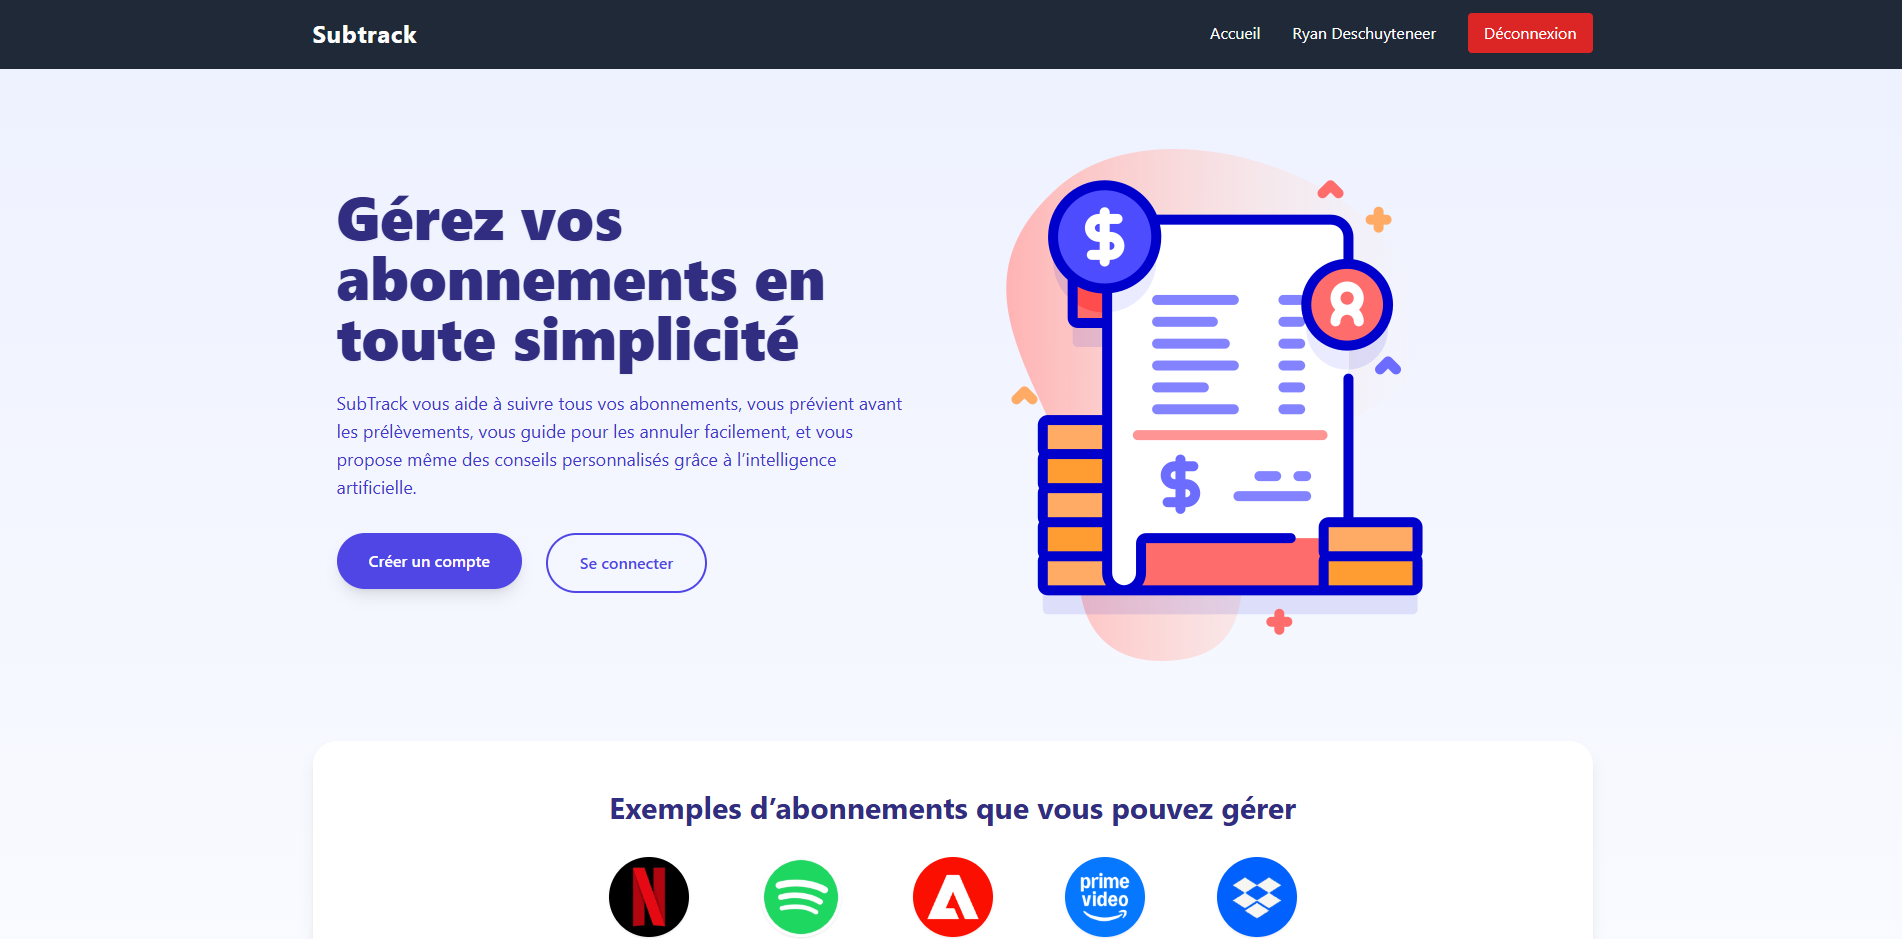 Subtrack
Accueil
Ryan Deschuyteneer
Déconnexion
Gérez vos
abonnements en
toute simplicité
SubTrack vous aide à suivre tous vos abonnements, vous prévient avant
les prélèvements, vous guide pour les annuler facilement, et vous
propose même des conseils personnalisés grâce à l’intelligence
artificielle.
Créer un compte
Se connecter
$
$
Exemples d’abonnements que vous pouvez gérer
N
prime
video